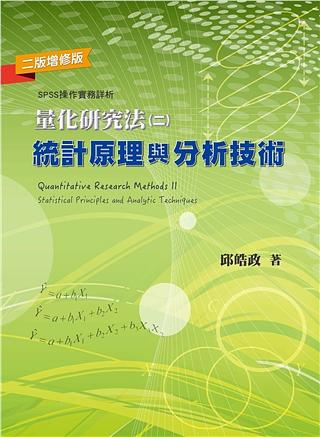 二版增修版
SPSS操作實務詳析
量化研究法(二)
統計原理與分析技術
Quantitative Research Methods II
Statistical Principles and Analytic Techniques
邱皓政 著
Ŷ=a+b₁X₁
Ŷ=a+b₁X₁+b₂X₂
Ŷ=a+b₁X₁+b₂X₂+b₃X₃